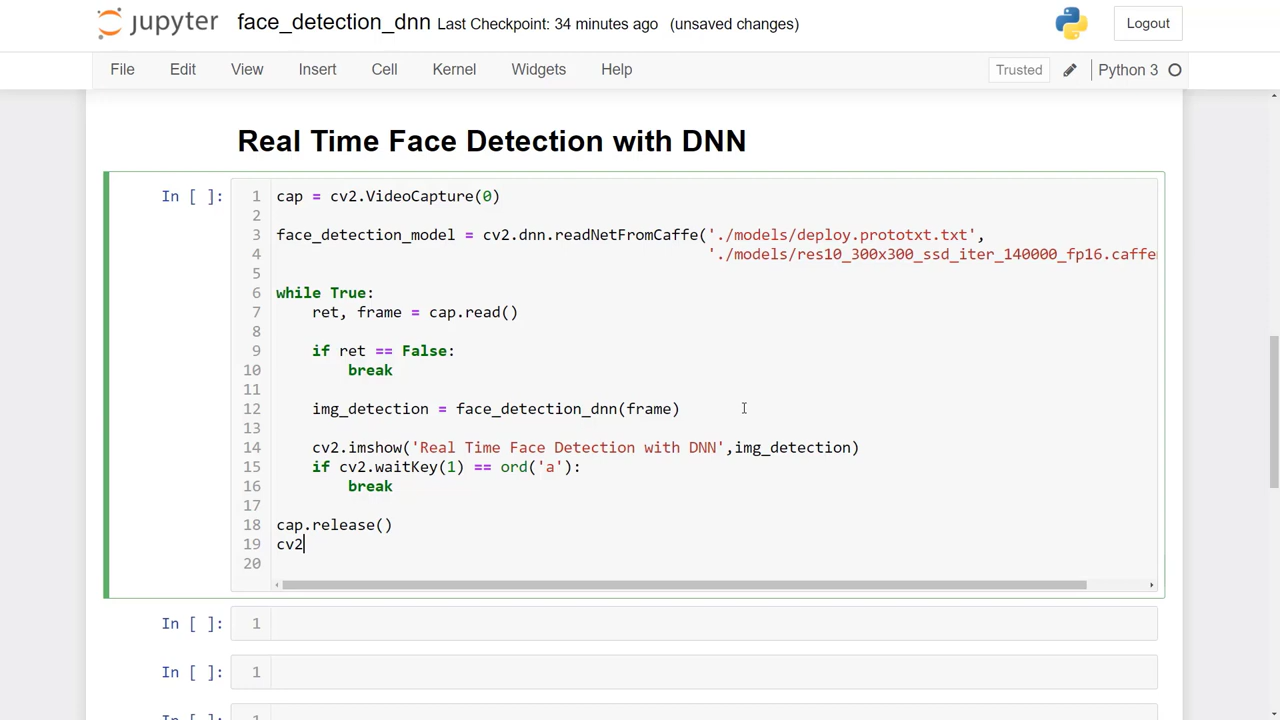 jupyter face_detection_dnn Last Checkpoint: 34 minutes ago (unsaved changes) Logout
File Edit View Insert Cell Kernel Widgets Help Trusted Python 3
Real Time Face Detection with DNN
In [ ]: 1 cap = cv2.VideoCapture(0)
2
3 face_detection_model = cv2.dnn.readNetFromCaffe('./models/deploy.prototxt.txt',
4 './models/res10_300x300_ssd_iter_140000_fp16.caffe
5
6 while True:
7 ret, frame = cap.read()
8
9 if ret == False:
10 break
11
12 img_detection = face_detection_dnn(frame)
13
14 cv2.imshow('Real Time Face Detection with DNN',img_detection)
15 if cv2.waitKey(1) == ord('a'):
16 break
17
18 cap.release()
19 cv2
20
In [ ]: 1
In [ ]: 1